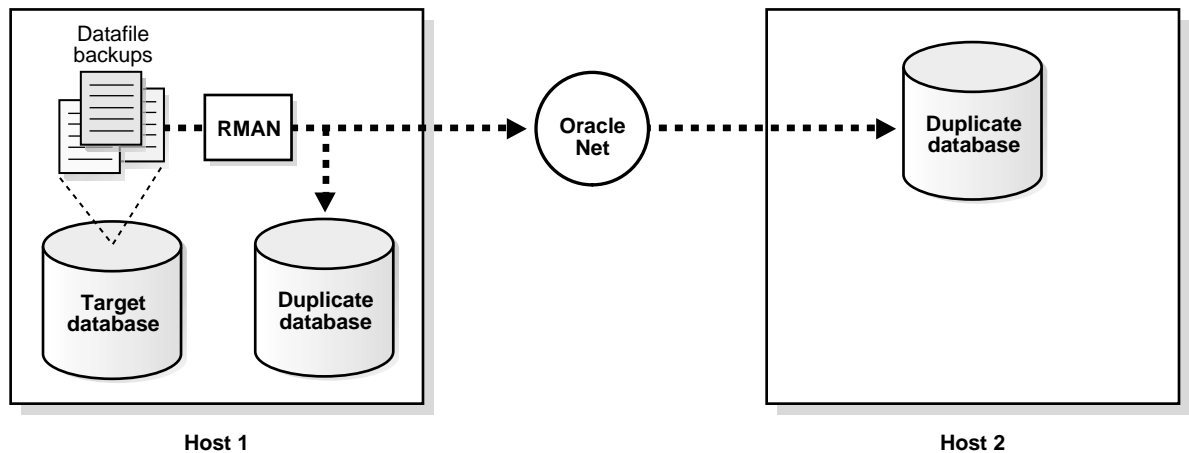 Datafile
backups
RMAN
Oracle
Net
Duplicate
database
Target
database
Duplicate
database
Host 1
Host 2